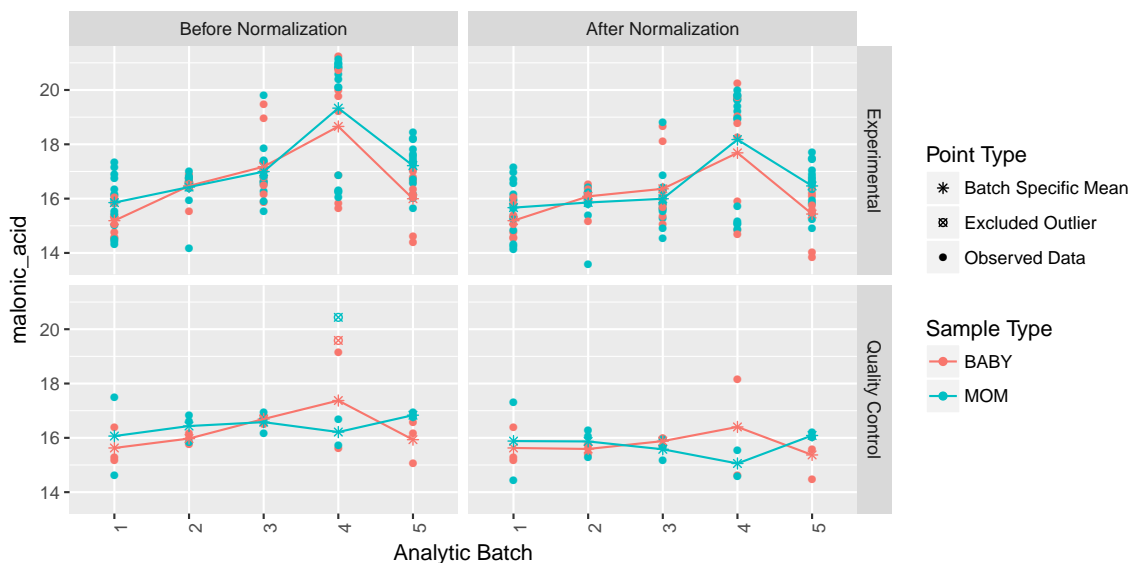 Before Normalization
After Normalization
20
18
16
14
Experimental
20
18
16
14
Quality Control
malonic_acid
1
2
3
4
5
1
2
3
4
5
Analytic Batch
Point Type
Batch Specific Mean
Excluded Outlier
Observed Data
Sample Type
BABY
MOM